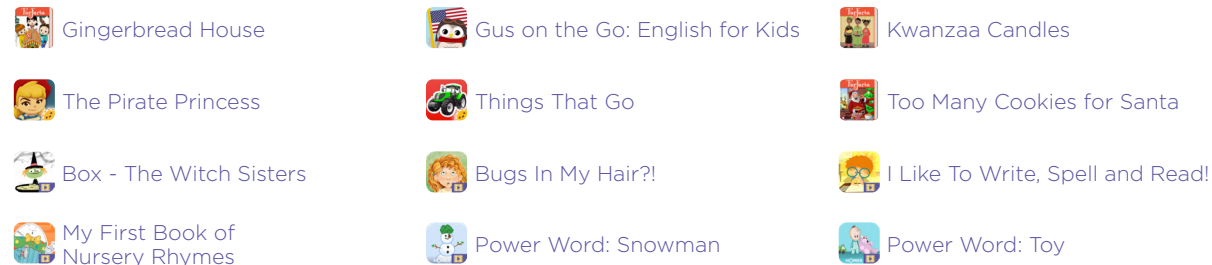 Gingerbread House
Gus on the Go: English for Kids
Kwanzaa Candles
The Pirate Princess
Things That Go
Too Many Cookies for Santa
Box - The Witch Sisters
Bugs In My Hair?!
I Like To Write, Spell and Read!
My First Book of
Nursery Rhymes
Power Word: Snowman
Power Word: Toy